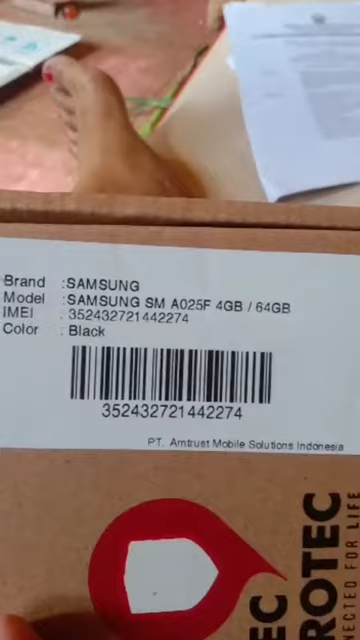 Brand :SAMSUNG
Model :SAMSUNG SM A025F 4GB / 64GB
IMEI : 352432721442274
Color : Black
352432721442274
PT. Amtrust Mobile Solutions Indonesia
EC
ROTEC
ECTED FOR LIFE